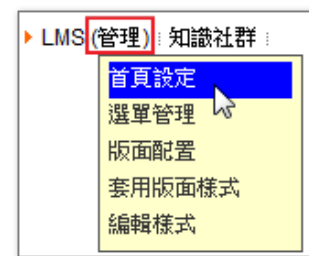 LMS (管理) 知識社群
首頁設定
選單管理
版面配置
套用版面樣式
編輯樣式